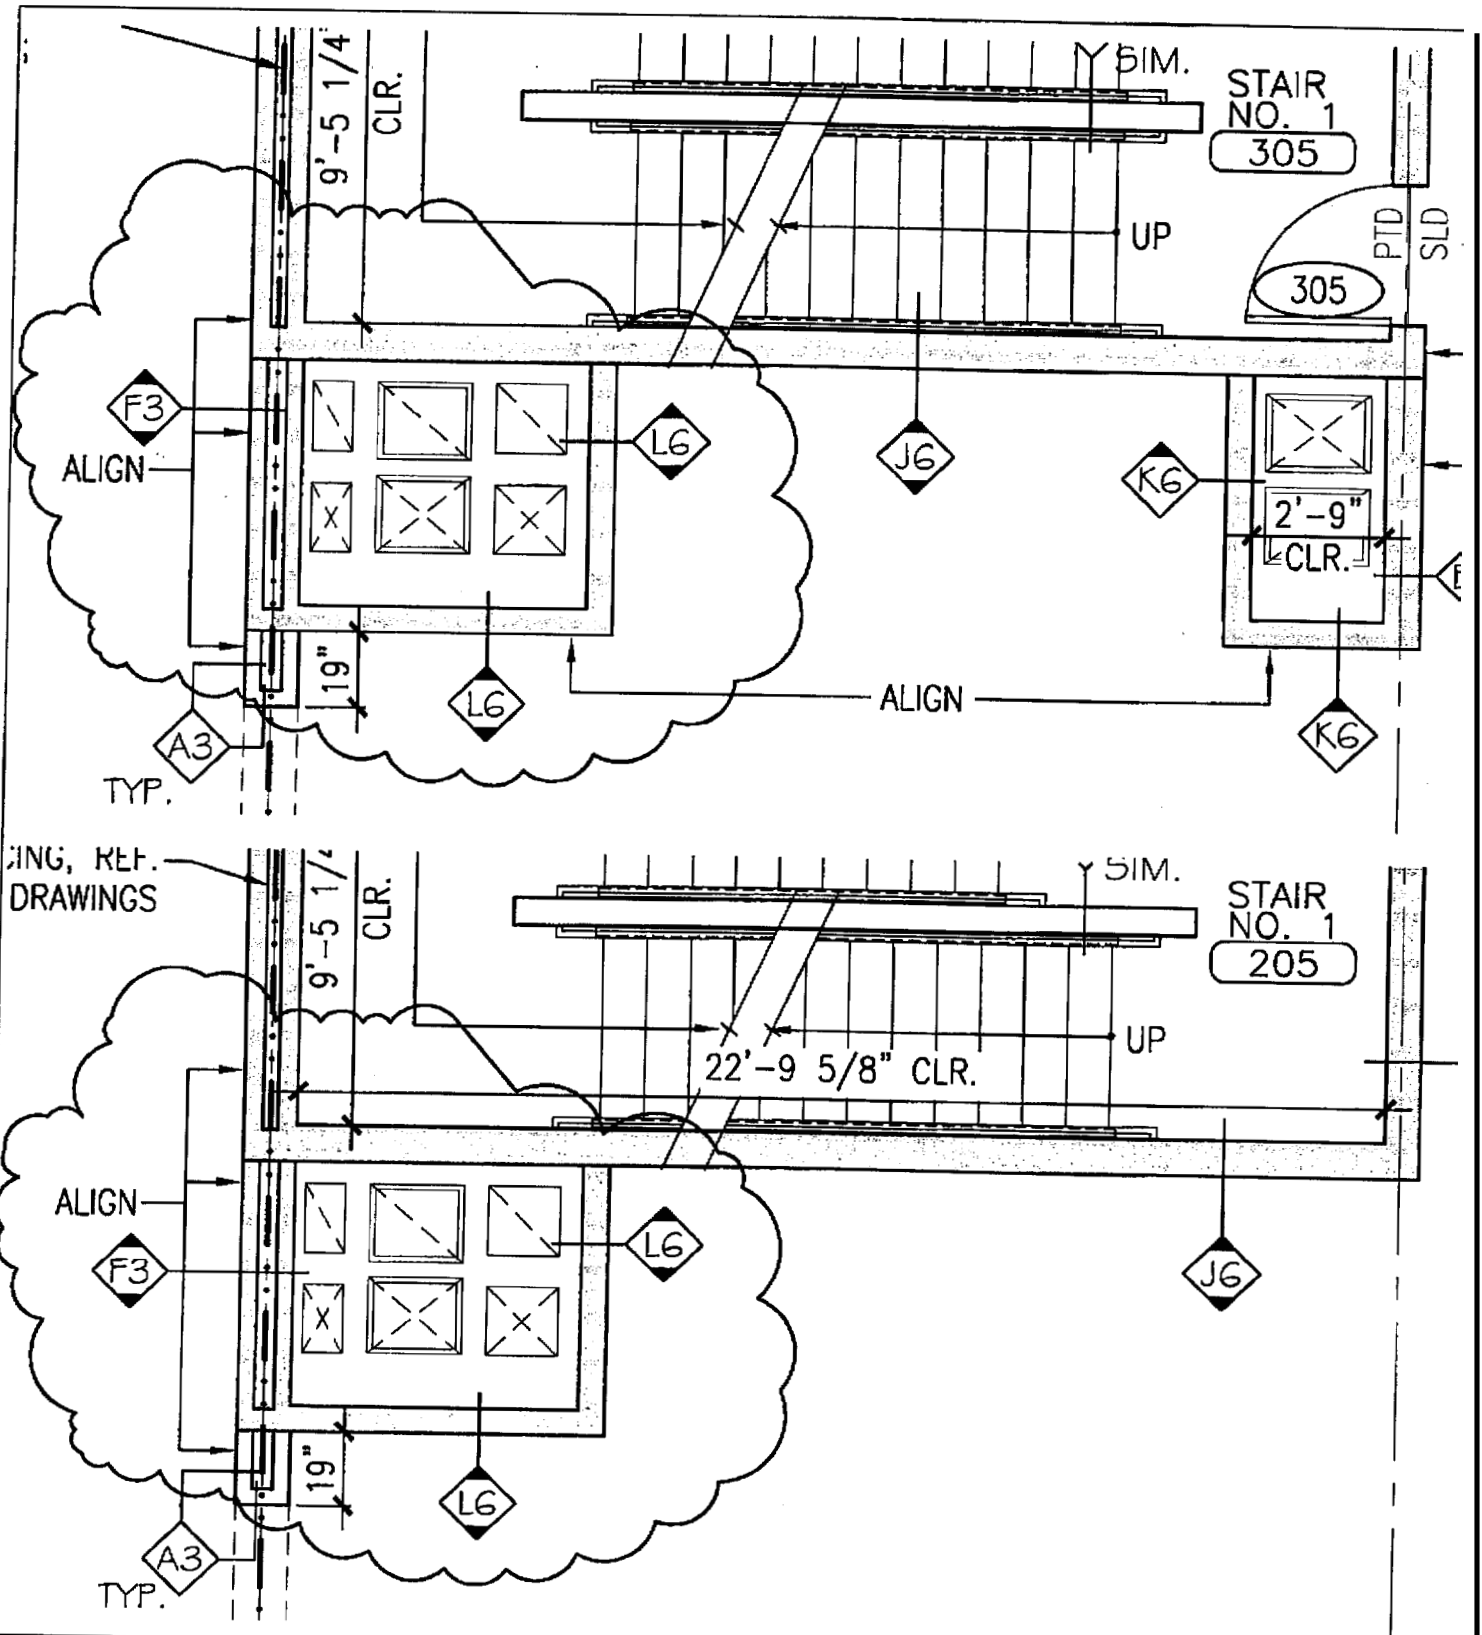 9'-5 1/4
CLR.
SIM.
STAIR
NO. 1
305
UP
PTD
SLD
305
F3
L6
J6
K6
ALIGN
2'-9"
CLR.
19"
L6
ALIGN
K6
A3
TYP.
REF.
DRAWINGS
9'-5 1/4
CLR.
SIM.
STAIR
NO. 1
205
UP
22'-9 5/8" CLR.
ALIGN
L6
F3
J6
19"
L6
A3
TYP.